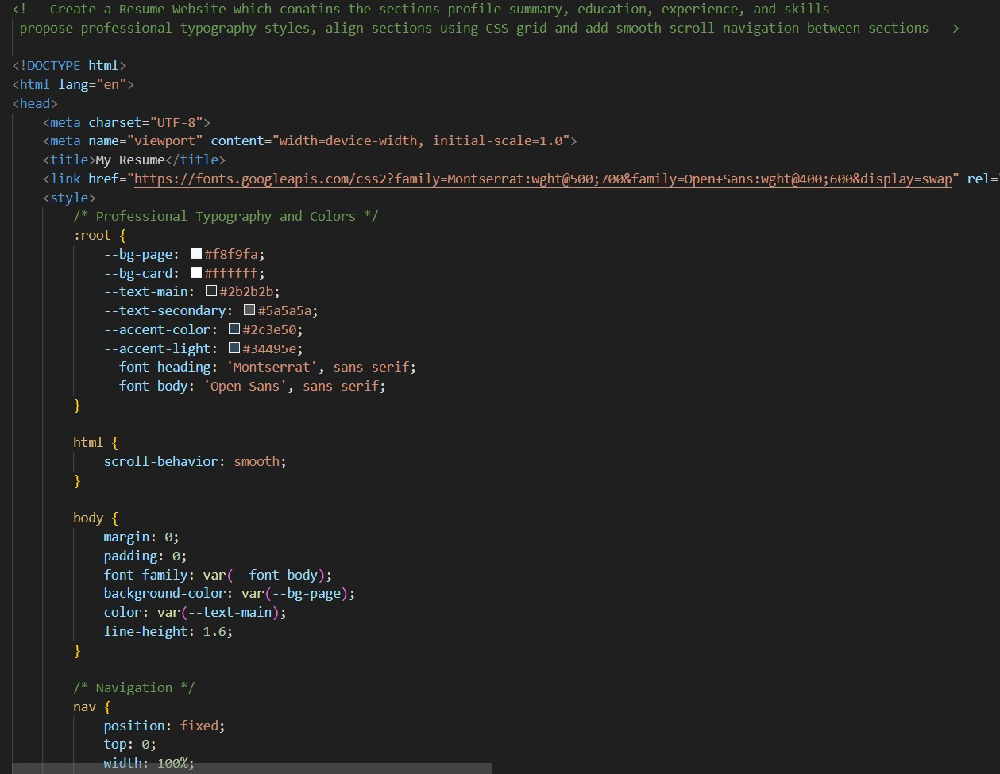 <!-- Create a Resume Website which conatins the sections profile summary, education, experience, and skills
propose professional typography styles, align sections using CSS grid and add smooth scroll navigation between sections -->
<!DOCTYPE html>
<html lang="en">
<head>
<meta charset="UTF-8">
<meta name="viewport" content="width=device-width, initial-scale=1.0">
<title>My Resume</title>
<link href="https://fonts.googleapis.com/css2?family=Montserrat:wght@500;700&family=Open+Sans:wght@400;600&display=swap" rel="
<style>
/* Professional Typography and Colors */
:root {
--bg-page: #f8f9fa;
--bg-card: #ffffff;
--text-main: #2b2b2b;
--text-secondary: #5a5a5a;
--accent-color: #2c3e50;
--accent-light: #34495e;
--font-heading: 'Montserrat', sans-serif;
--font-body: 'Open Sans', sans-serif;
}
html {
scroll-behavior: smooth;
}
body {
margin: 0;
padding: 0;
font-family: var(--font-body);
background-color: var(--bg-page);
color: var(--text-main);
line-height: 1.6;
}
/* Navigation */
nav {
position: fixed;
top: 0;
width: 100%;